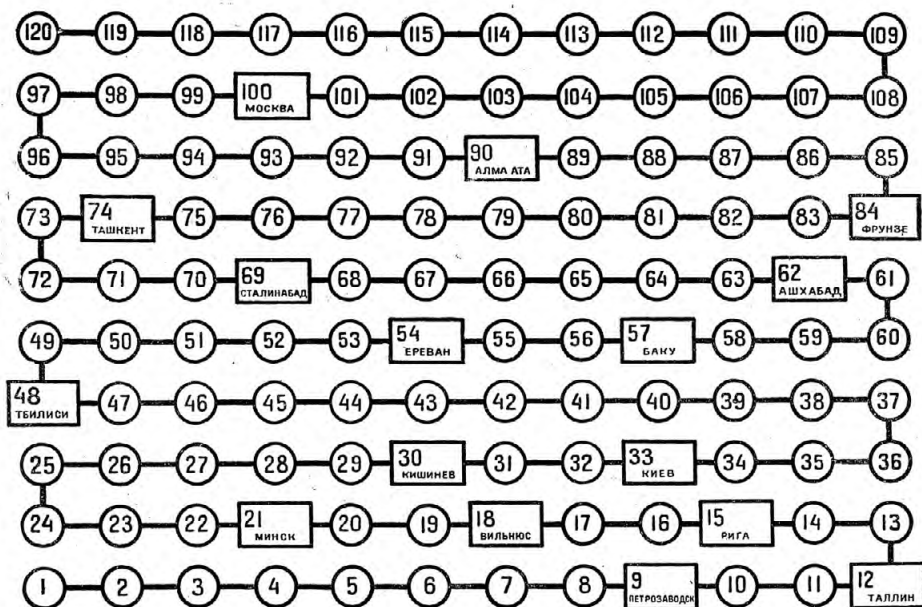 120 119 118 117 116 115 114 113 112 111 110 109
97 98 99 100 МОСКВА 101 102 103 104 105 106 107 108
96 95 94 93 92 91 90 АЛМА АТА 89 88 87 86 85
73 74 ТАШКЕНТ 75 76 77 78 79 80 81 82 83 84 ФРУНЗЕ
72 71 70 69 СТАЛИНАБАД 68 67 66 65 64 63 62 АШХАБАД 61
49 50 51 52 53 54 ЕРЕВАН 55 56 57 БАКУ 58 59 60
48 ТБИЛИСИ 47 46 45 44 43 42 41 40 39 38 37
25 26 27 28 29 30 КИШИНЕВ 31 32 33 КИЕВ 34 35 36
24 23 22 21 МИНСК 20 19 18 ВИЛЬНЮС 17 16 15 РИГА 14 13
1 2 3 4 5 6 7 8 9 ПЕТРОЗАВОДСК 10 11 12 ТАЛЛИН